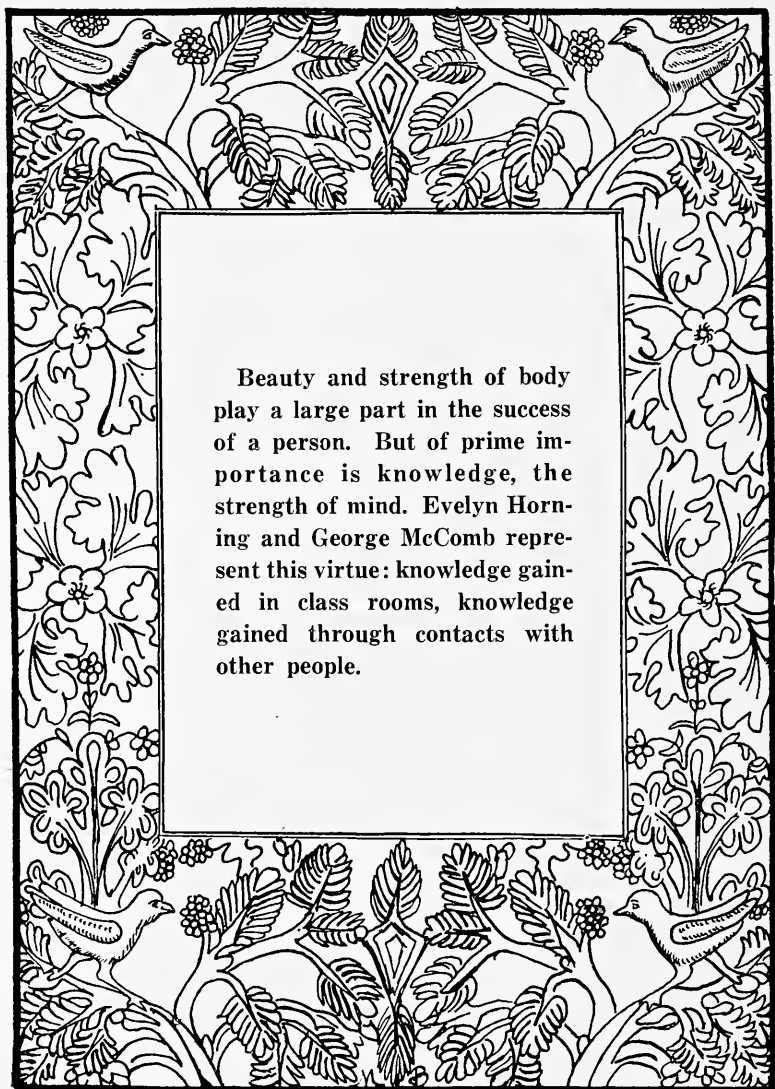 Beauty and strength of body
play a large part in the success
of a person. But of prime im-
portance is knowledge, the
strength of mind. Evelyn Horn-
ing and George McComb repre-
sent this virtue: knowledge gain-
ed in class rooms, knowledge
gained through contacts with
other people.